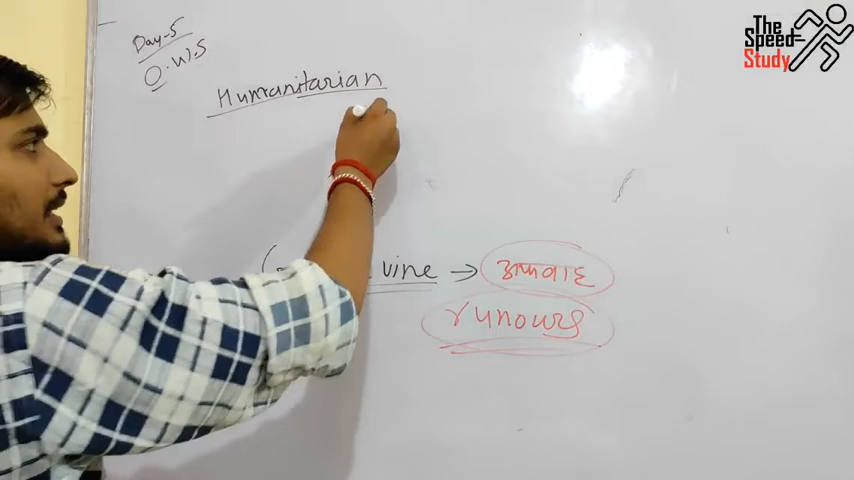 The
Speed
Study
Day-5
O.W.S
Humanitarian
vine → अफवाह
rumours